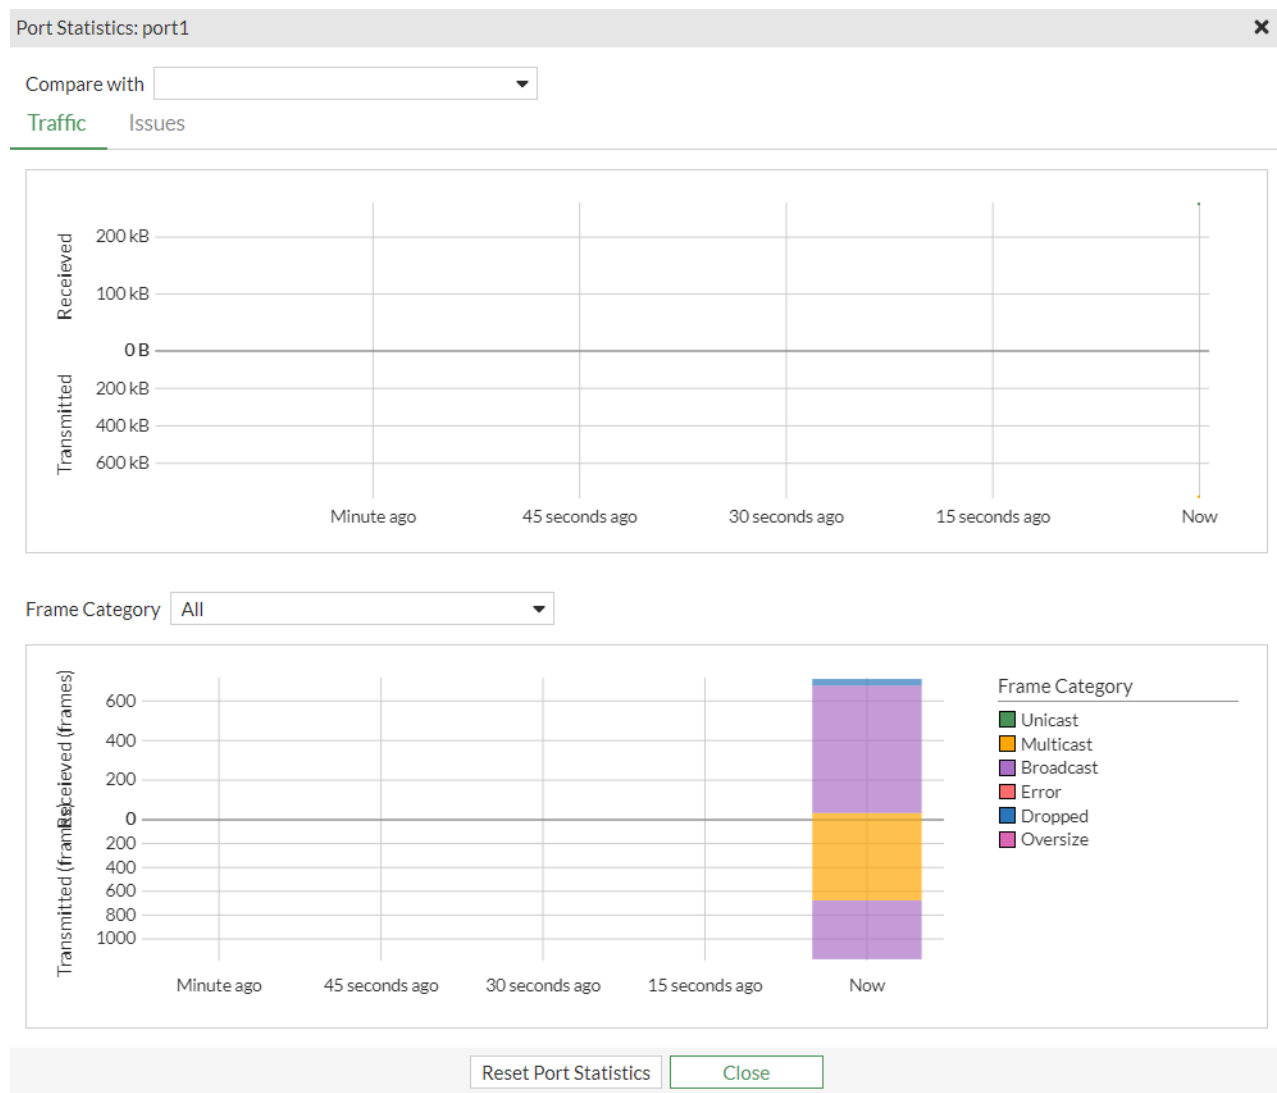 Port Statistics: port1
Compare with
Traffic Issues
Receieved
200 kB
100 kB
0 B
Transmitted
200 kB
400 kB
600 kB
Minute ago 45 seconds ago 30 seconds ago 15 seconds ago Now
Frame Category All
Receieved (frames)
600
400
200
0
Transmitted (frames)
200
400
600
800
1000
Minute ago 45 seconds ago 30 seconds ago 15 seconds ago Now
Frame Category
Unicast
Multicast
Broadcast
Error
Dropped
Oversize
Reset Port Statistics Close